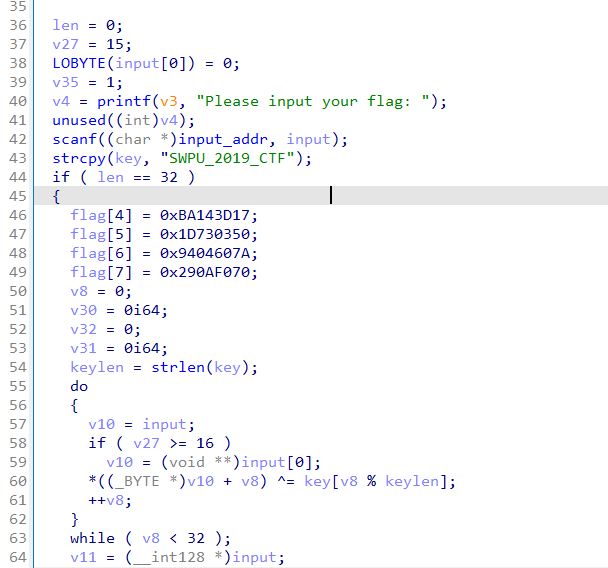 35
36 len = 0;
37 v27 = 15;
38 LOBYTE(input[0]) = 0;
39 v35 = 1;
40 v4 = printf(v3, "Please input your flag: ");
41 unused((int)v4);
42 scanf((char *)input_addr, input);
43 strcpy(key, "SWPU_2019_CTF");
44 if ( len == 32 )
45 {
46 flag[4] = 0xBA143D17;
47 flag[5] = 0x1D730350;
48 flag[6] = 0x9404607A;
49 flag[7] = 0x290AF070;
50 v8 = 0;
51 v30 = 0i64;
52 v32 = 0;
53 v31 = 0i64;
54 keylen = strlen(key);
55 do
56 {
57 v10 = input;
58 if ( v27 >= 16 )
59 v10 = (void **)input[0];
60 *((_BYTE *)v10 + v8) ^= key[v8 % keylen];
61 ++v8;
62 }
63 while ( v8 < 32 );
64 v11 = (__int128 *)input;